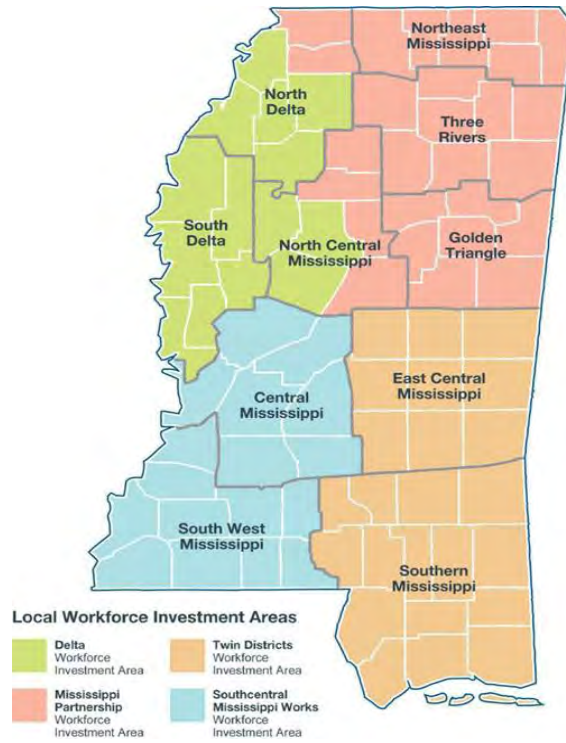 Northeast
Mississippi
North
Delta
Three
Rivers
South
Delta
North Central
Mississippi
Golden
Triangle
Central
Mississippi
East Central
Mississippi
South West
Mississippi
Southern
Mississippi
Local Workforce Investment Areas
Delta
Workforce
Investment Area
Twin Districts
Workforce
Investment Area
Mississippi
Partnership
Workforce
Investment Area
Southcentral
Mississippi Works
Workforce
Investment Area